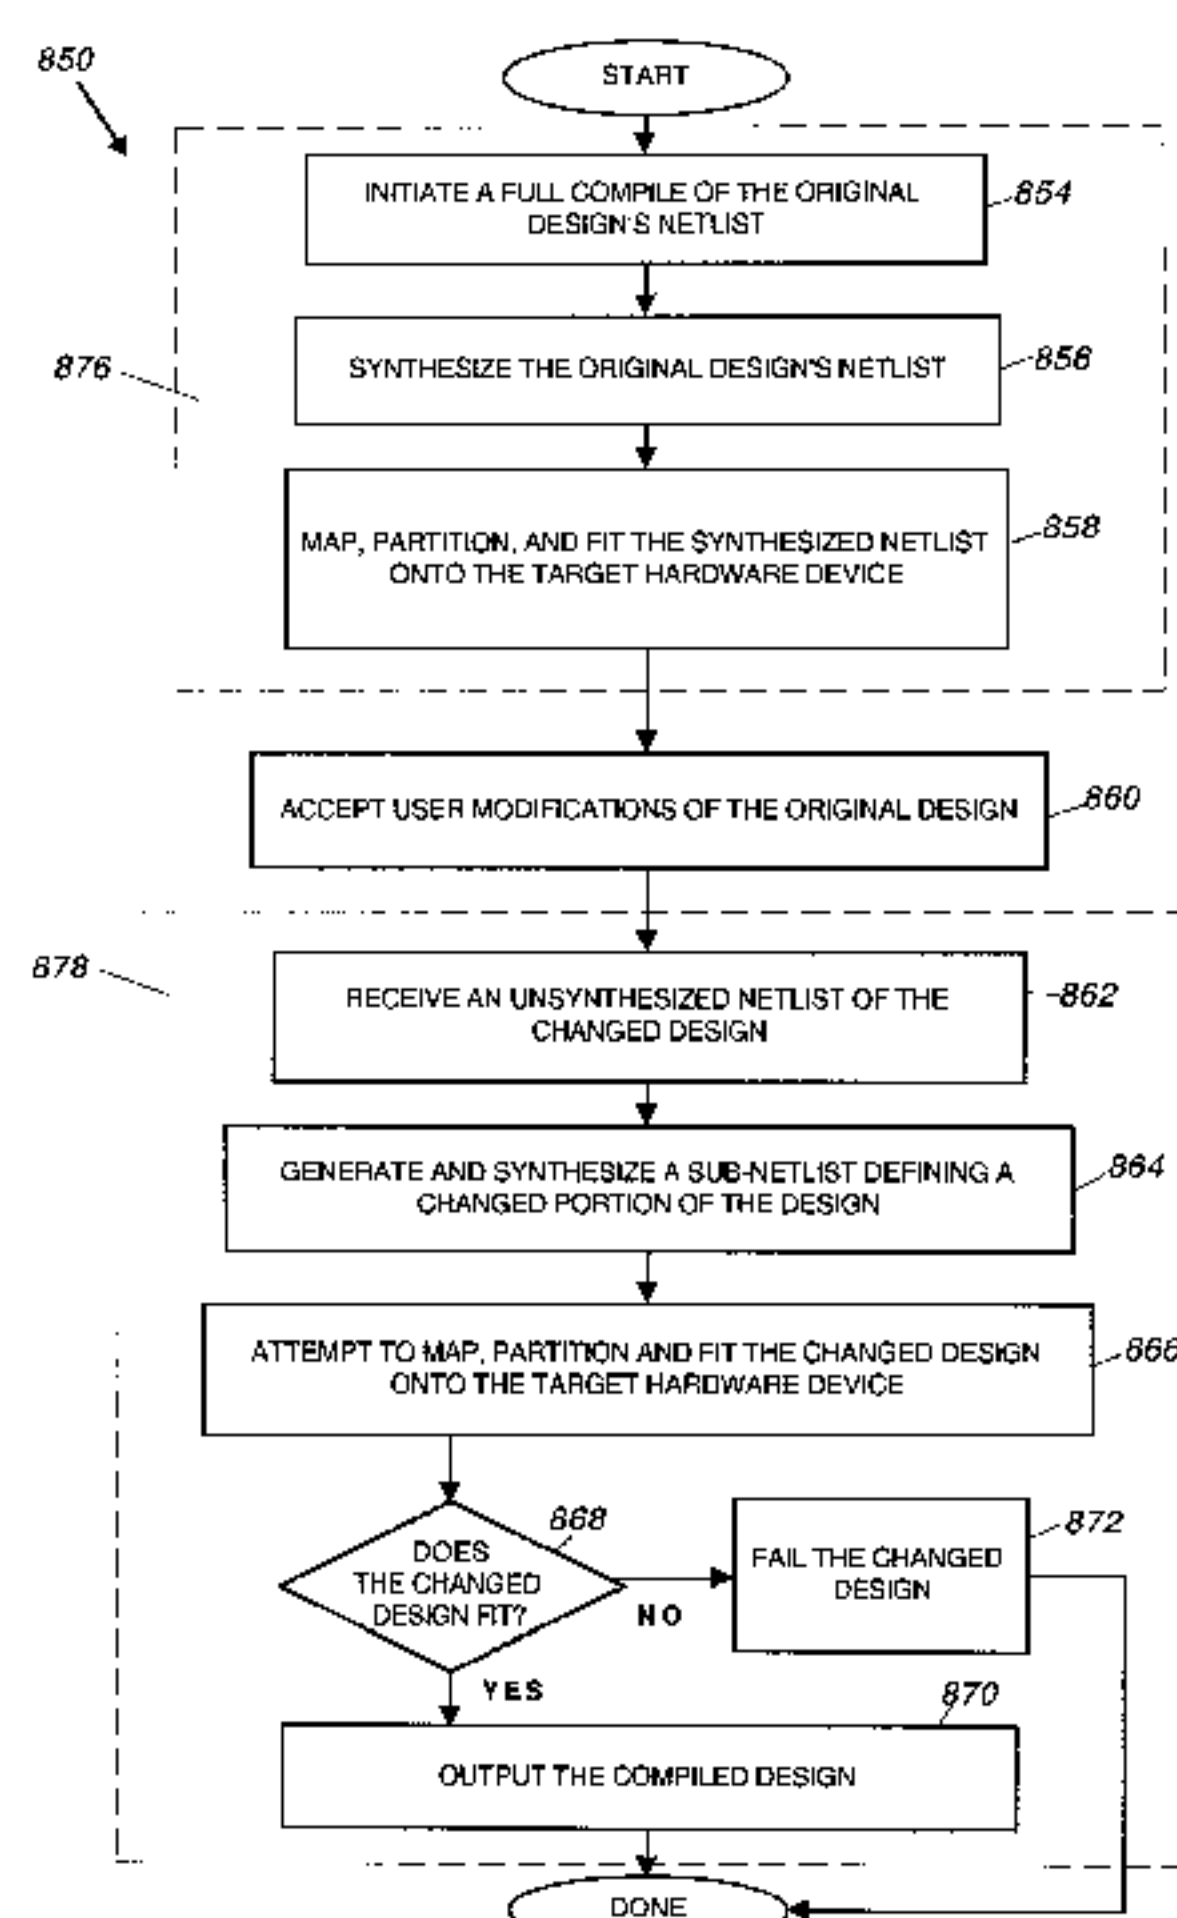 850
START
INITIATE A FULL COMPILE OF THE ORIGINAL
DESIGN'S NETLIST
854
SYNTHESIZE THE ORIGINAL DESIGN'S NETLIST
856
876
MAP, PARTITION, AND FIT THE SYNTHESIZED NETLIST
ONTO THE TARGET HARDWARE DEVICE
858
ACCEPT USER MODIFICATIONS OF THE ORIGINAL DESIGN
860
878
RECEIVE AN UNSYNTHESIZED NETLIST OF THE
CHANGED DESIGN
862
GENERATE AND SYNTHESIZE A SUB-NETLIST DEFINING A
CHANGED PORTION OF THE DESIGN
864
ATTEMPT TO MAP, PARTITION AND FIT THE CHANGED DESIGN
ONTO THE TARGET HARDWARE DEVICE
866
868
DOES
THE CHANGED
DESIGN FIT?
NO
FAIL THE CHANGED
DESIGN
872
YES
870
OUTPUT THE COMPILED DESIGN
DONE